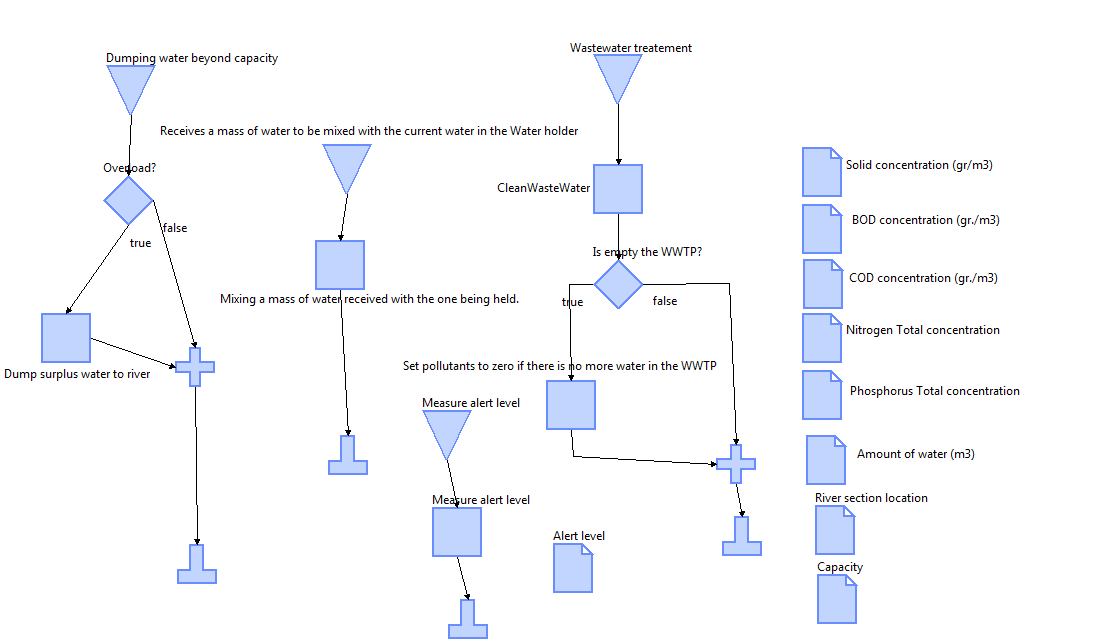 Wastewater treatement
Dumping water beyond capacity
Receives a mass of water to be mixed with the current water in the Water holder
Overload?
Solid concentration (gr/m3)
CleanWasteWater
BOD concentration (gr./m3)
false
true
Is empty the WWTP?
COD concentration (gr./m3)
Mixing a mass of water received with the one being held.
true
false
Nitrogen Total concentration
Set pollutants to zero if there is no more water in the WWTP
Dump surplus water to river
Phosphorus Total concentration
Measure alert level
Amount of water (m3)
Measure alert level
River section location
Alert level
Capacity